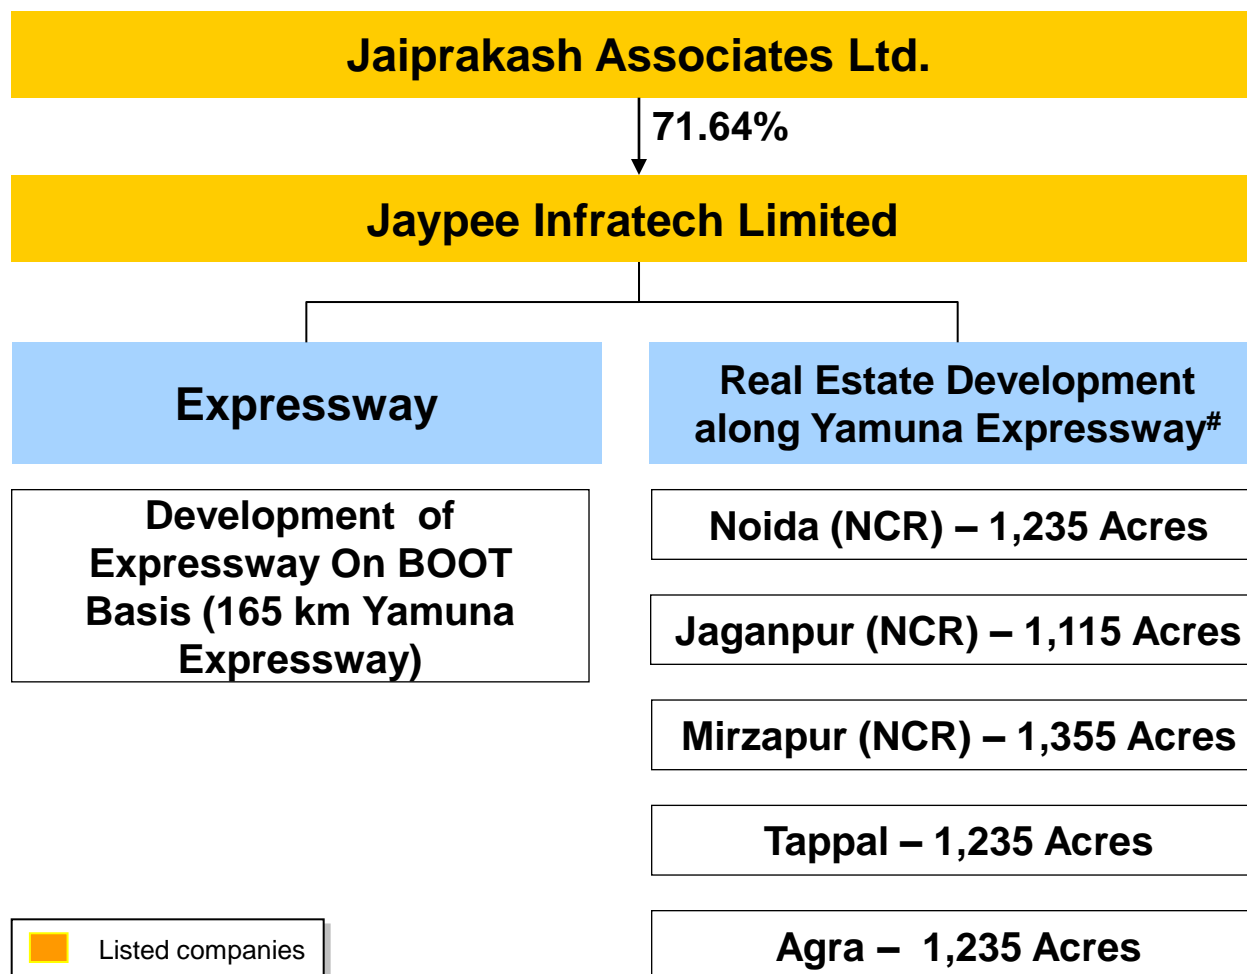 Jaiprakash Associates Ltd.
71.64%
Jaypee Infratech Limited
Expressway
Development of
Expressway On BOOT
Basis (165 km Yamuna
Expressway)
Real Estate Development
along Yamuna Expressway#
Noida (NCR) – 1,235 Acres
Jaganpur (NCR) – 1,115 Acres
Mirzapur (NCR) – 1,355 Acres
Tappal – 1,235 Acres
Agra – 1,235 Acres
Listed companies